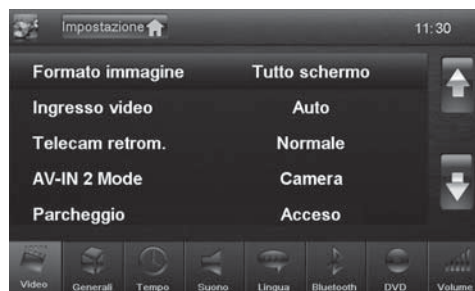 Impostazione 11:30
Formato immagine Tutto schermo
Ingresso video Auto
Telecam retrom. Normale
AV-IN 2 Mode Camera
Parcheggio Acceso
Video Generali Tempo Suono Lingua Bluetooth DVD Volume